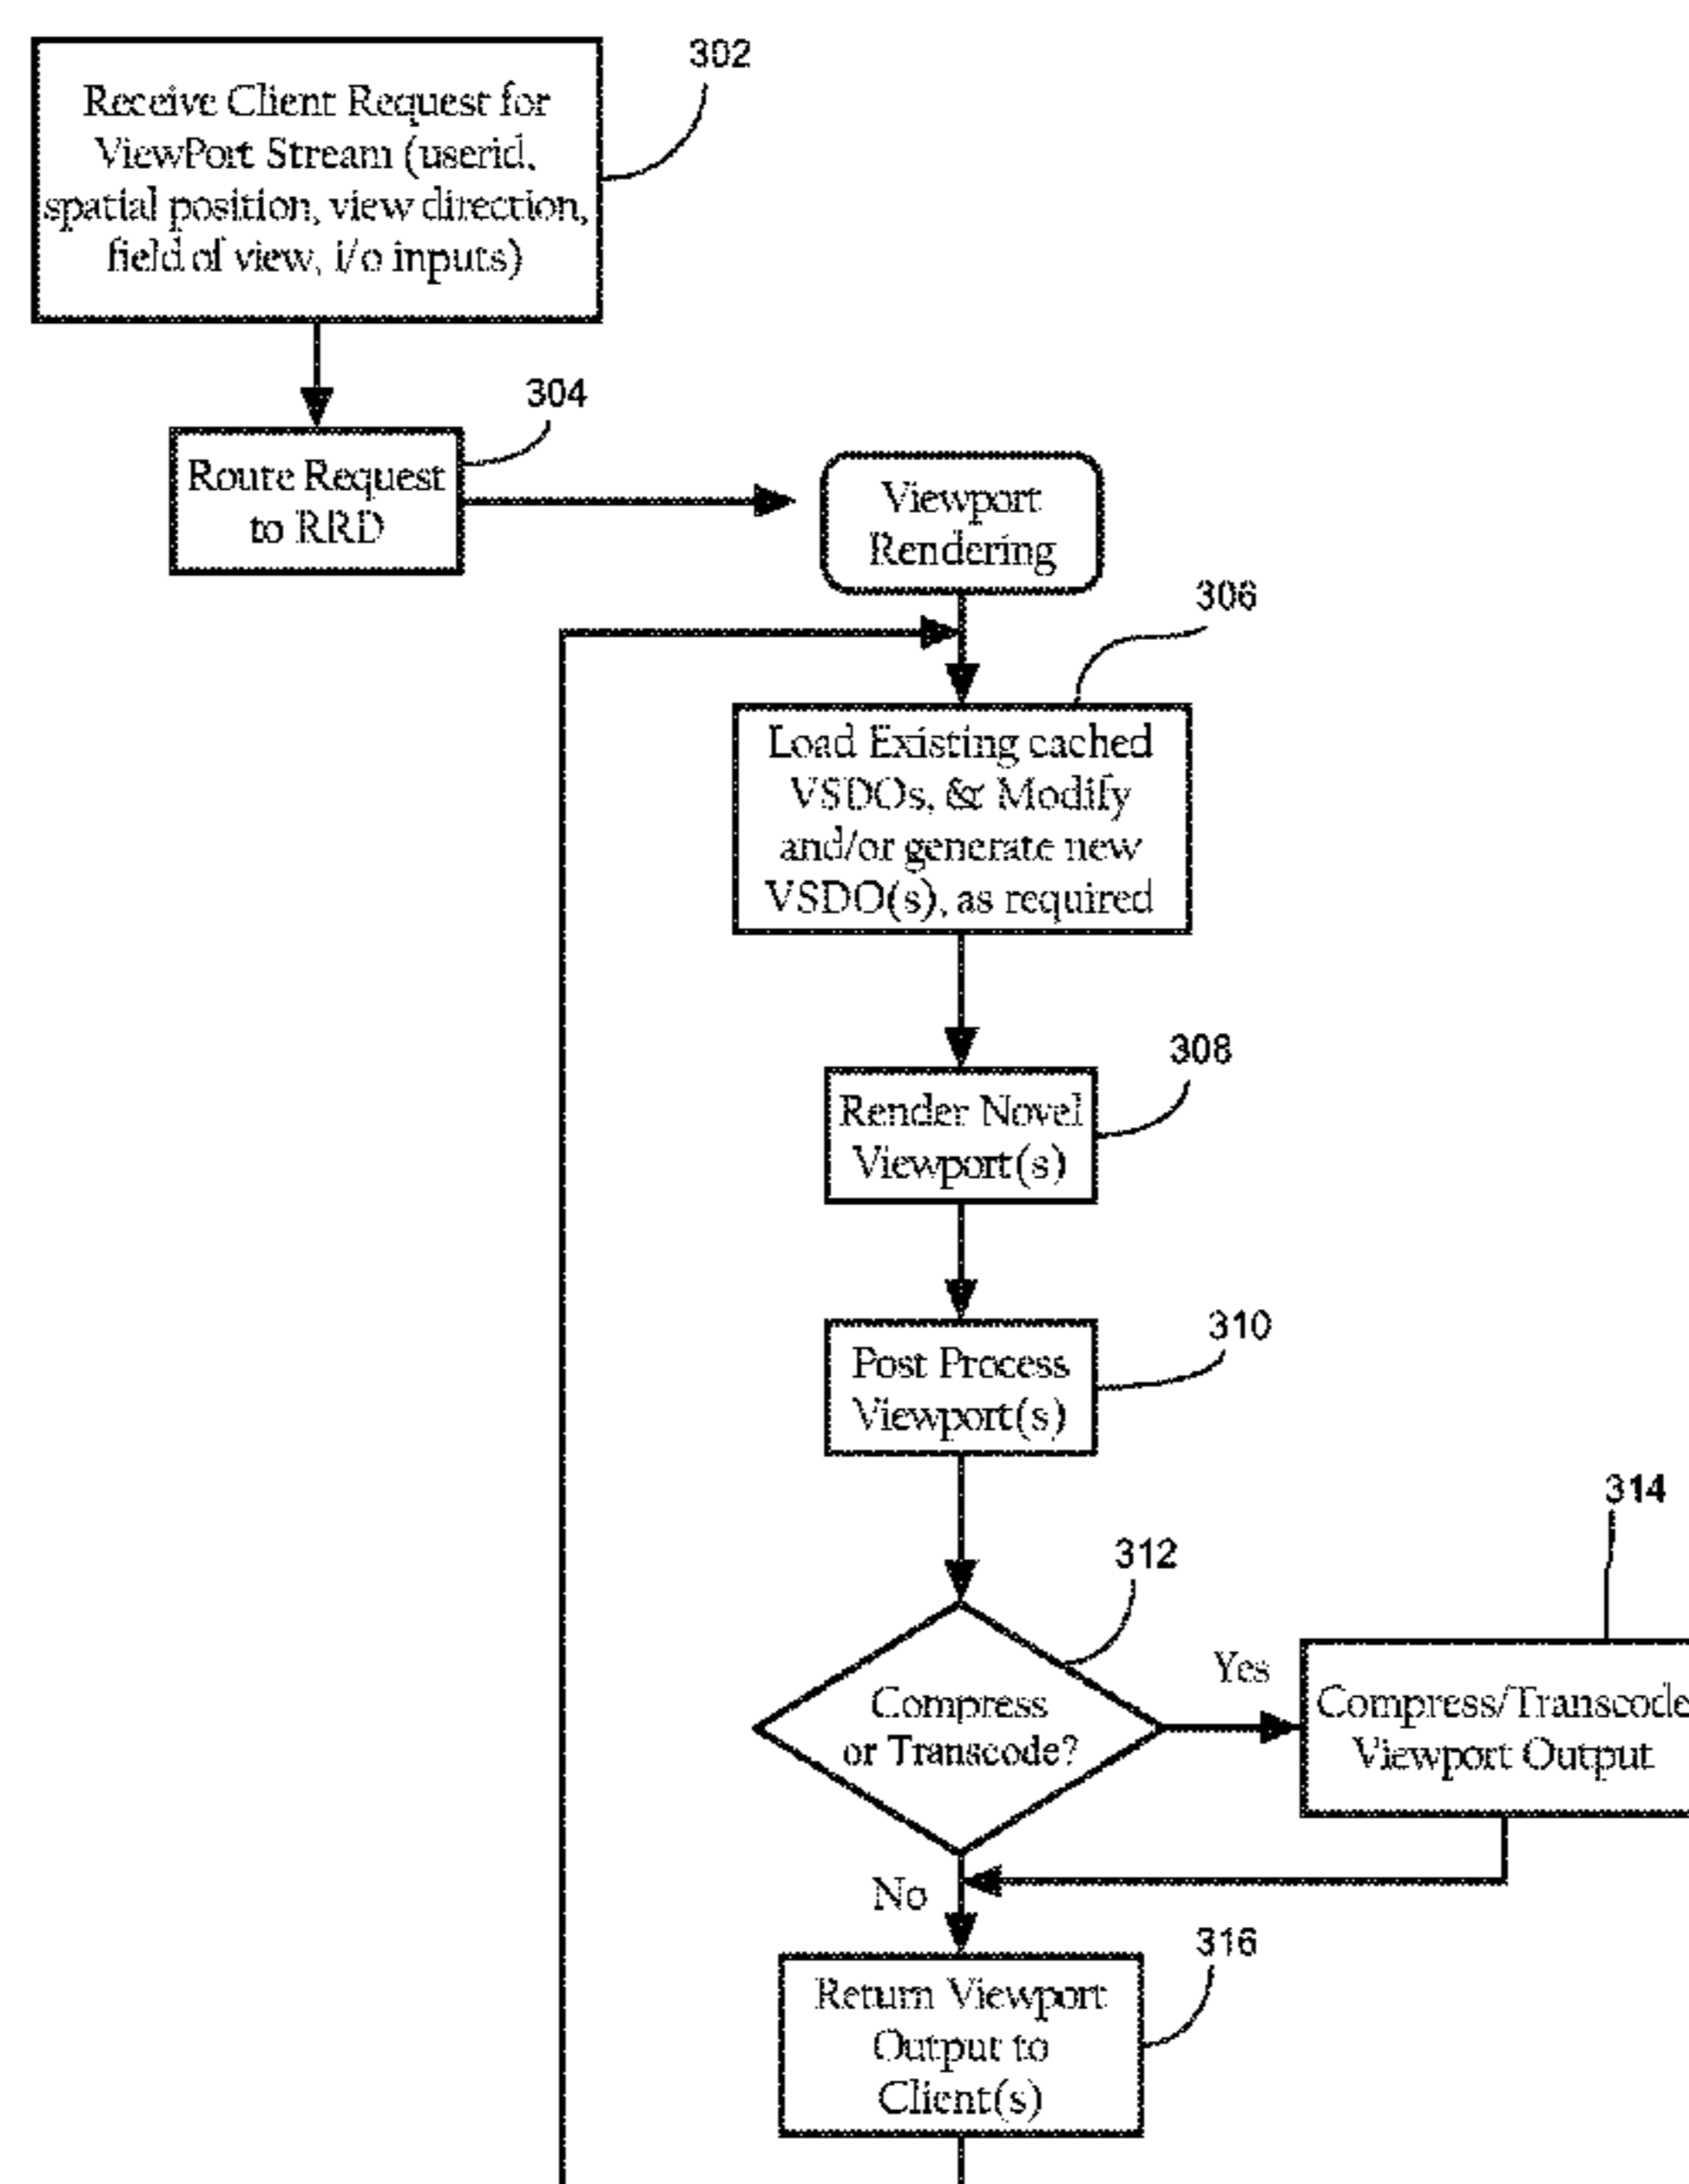 302
Receive Client Request for
ViewPort Stream (userid,
spatial position, view direction,
field of view, i/o inputs)
304
Route Request
to RRD
Viewport
Rendering
306
Load Existing cached
VSDOs, & Modify
and/or generate new
VSDO(s), as required
308
Render Novel
Viewport(s)
310
Post Process
Viewport(s)
312
Compress
or Transcode?
Yes
314
Compress/Transcode
Viewport Output
No
316
Return Viewport
Output to
Client(s)